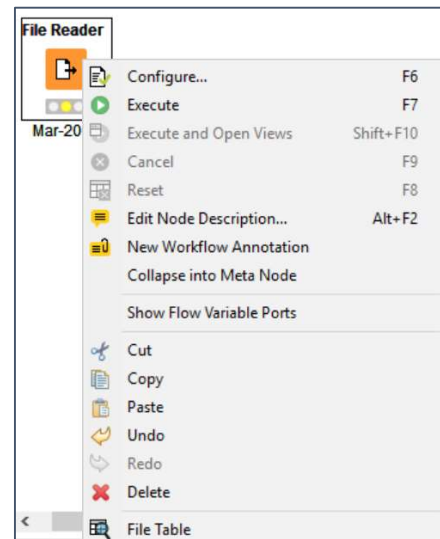 File Reader
Mar-20
Configure... F6
Execute F7
Execute and Open Views Shift+F10
Cancel F9
Reset F8
Edit Node Description... Alt+F2
New Workflow Annotation
Collapse into Meta Node
Show Flow Variable Ports
Cut
Copy
Paste
Undo
Redo
Delete
File Table